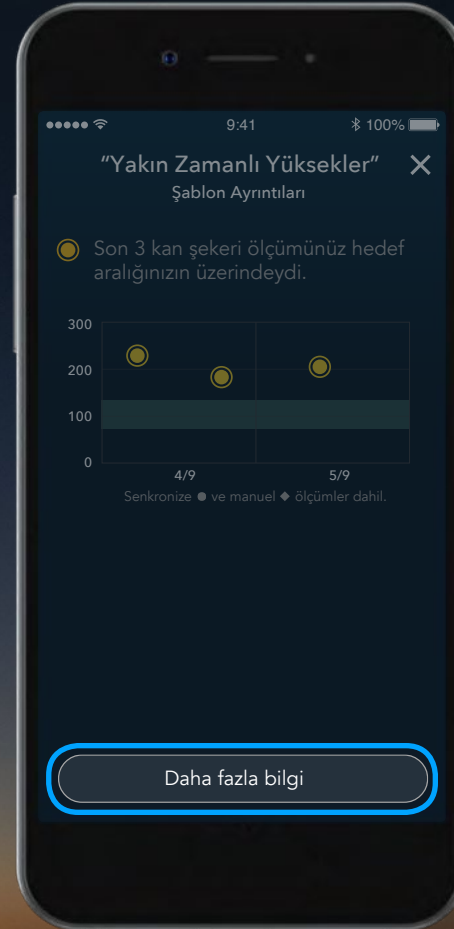 9:41
100%
“Yakın Zamanlı Yüksekler”
Şablon Ayrıntıları
Son 3 kan şekeri ölçümünüz hedef
aralığınızın üzerindeydi.
300
200
100
0
4/9 5/9
Senkronize ● ve manuel ◆ ölçümler dahil.
Daha fazla bilgi